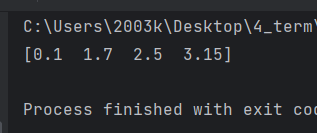 C:\Users\2003k\Desktop\4_term\
[0.1  1.7  2.5  3.15]
Process finished with exit